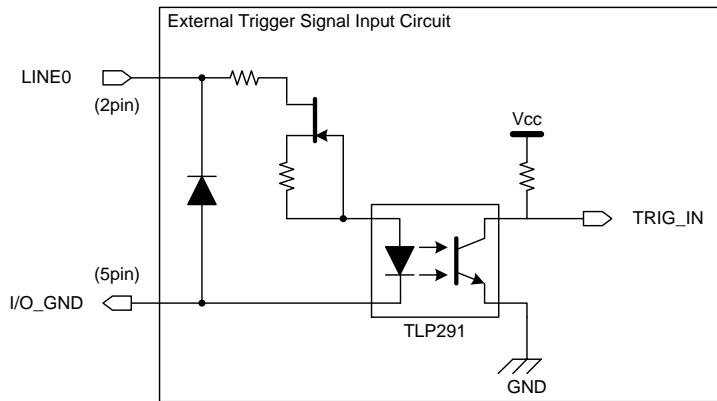 External Trigger Signal Input Circuit
LINE0
(2pin)
Vcc
TRIG_IN
(5pin)
I/O_GND
TLP291
GND